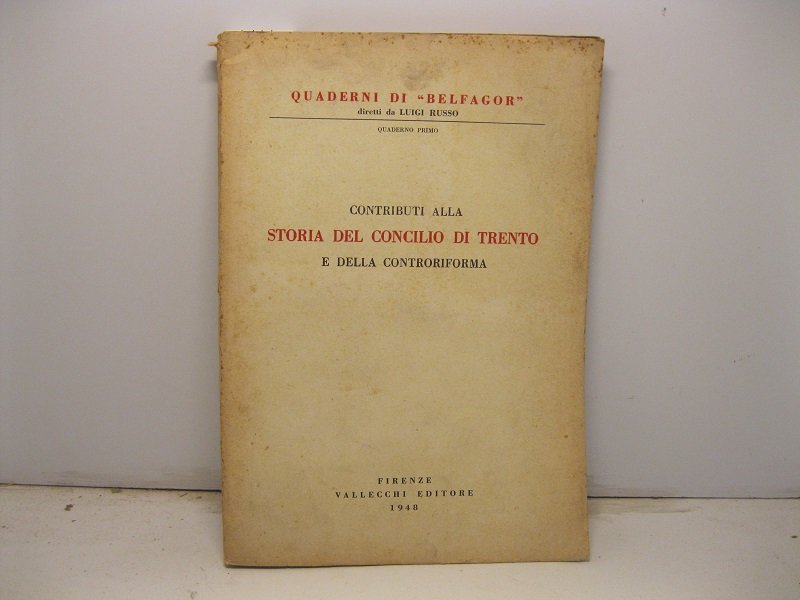 QUADERNI DI "BELFAGOR"
diretti da LUIGI RUSSO
QUADERNO PRIMO
CONTRIBUTI ALLA
STORIA DEL CONCILIO DI TRENTO
E DELLA CONTRORIFORMA
FIRENZE
VALLECCHI EDITORE
1948